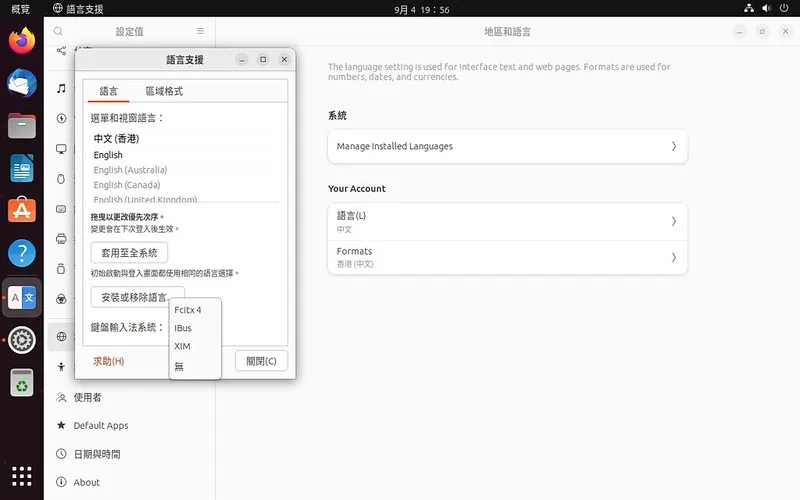 概覽
語言支援
9月 4 19：56
設定值
地區和語言
語言支援
語言
區域格式
選單和視窗語言：
中文 (香港)
English
English (Australia)
English (Canada)
English (United Kingdom)
拖曳以更改優先次序。
變更會在下次登入後生效。
套用至全系統
初始啟動與登入畫面都使用相同的語言選擇。
安裝或移除語言…
鍵盤輸入法系統：
Fcitx 4
IBus
XIM
無
求助(H)
關閉(C)
使用者
Default Apps
日期與時間
About
The language setting is used for interface text and web pages. Formats are used for
numbers, dates, and currencies.
系統
Manage Installed Languages
Your Account
語言(L)
中文
Formats
香港 (中文)